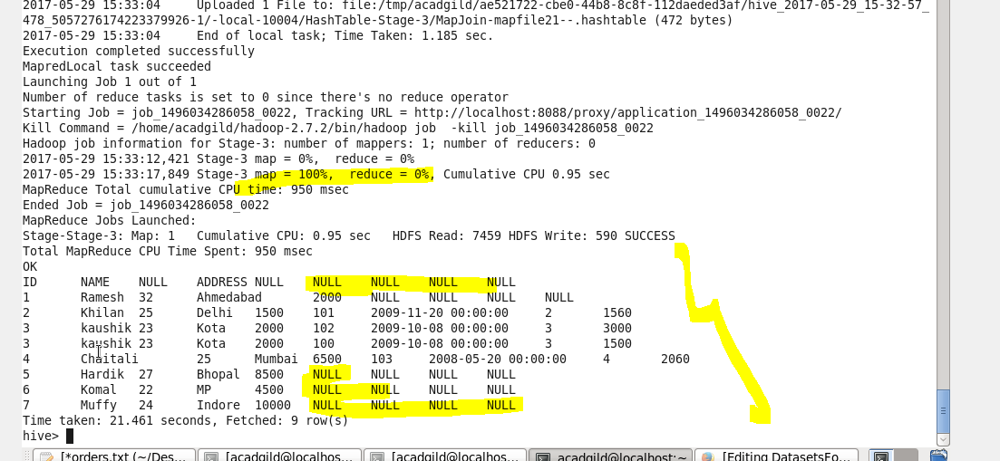 2017-05-29 15:33:04     Uploaded 1 File to: file:/tmp/acadgild/ae521722-cbe0-44b8-8c8f-112daeded3af/hive_2017-05-29_15-32-57_
478_5057276174223379926-1/-local-10004/HashTable-Stage-3/MapJoin-mapfile21--.hashtable (472 bytes)
2017-05-29 15:33:04     End of local task; Time Taken: 1.185 sec.
Execution completed successfully
MapredLocal task succeeded
Launching Job 1 out of 1
Number of reduce tasks is set to 0 since there's no reduce operator
Starting Job = job_1496034286058_0022, Tracking URL = http://localhost:8088/proxy/application_1496034286058_0022/
Kill Command = /home/acadgild/hadoop-2.7.2/bin/hadoop job  -kill job_1496034286058_0022
Hadoop job information for Stage-3: number of mappers: 1; number of reducers: 0
2017-05-29 15:33:12,421 Stage-3 map = 0%,  reduce = 0%
2017-05-29 15:33:17,849 Stage-3 map = 100%,  reduce = 0%, Cumulative CPU 0.95 sec
MapReduce Total cumulative CPU time: 950 msec
Ended Job = job_1496034286058_0022
MapReduce Jobs Launched:
Stage-Stage-3: Map: 1   Cumulative CPU: 0.95 sec   HDFS Read: 7459 HDFS Write: 590 SUCCESS
Total MapReduce CPU Time Spent: 950 msec
OK
ID      NAME    NULL    ADDRESS NULL    NULL    NULL    NULL    NULL
1       Ramesh  32      Ahmedabad       2000    NULL    NULL    NULL    NULL
2       Khilan  25      Delhi   1500    101     2009-11-20 00:00:00     2       1560
3       kaushik 23      Kota    2000    102     2009-10-08 00:00:00     3       3000
3       kaushik 23      Kota    2000    100     2009-10-08 00:00:00     3       1500
4       Chaitali        25      Mumbai  6500    103     2008-05-20 00:00:00     4       2060
5       Hardik  27      Bhopal  8500    NULL    NULL    NULL    NULL
6       Komal   22      MP      4500    NULL    NULL    NULL    NULL
7       Muffy   24      Indore  10000   NULL    NULL    NULL    NULL
Time taken: 21.461 seconds, Fetched: 9 row(s)
hive>
[*orders.txt (~/Des... [acadgild@localhos... [acadgild@localhos... acadgild@localhost:~ [Editing DatasetsFo...